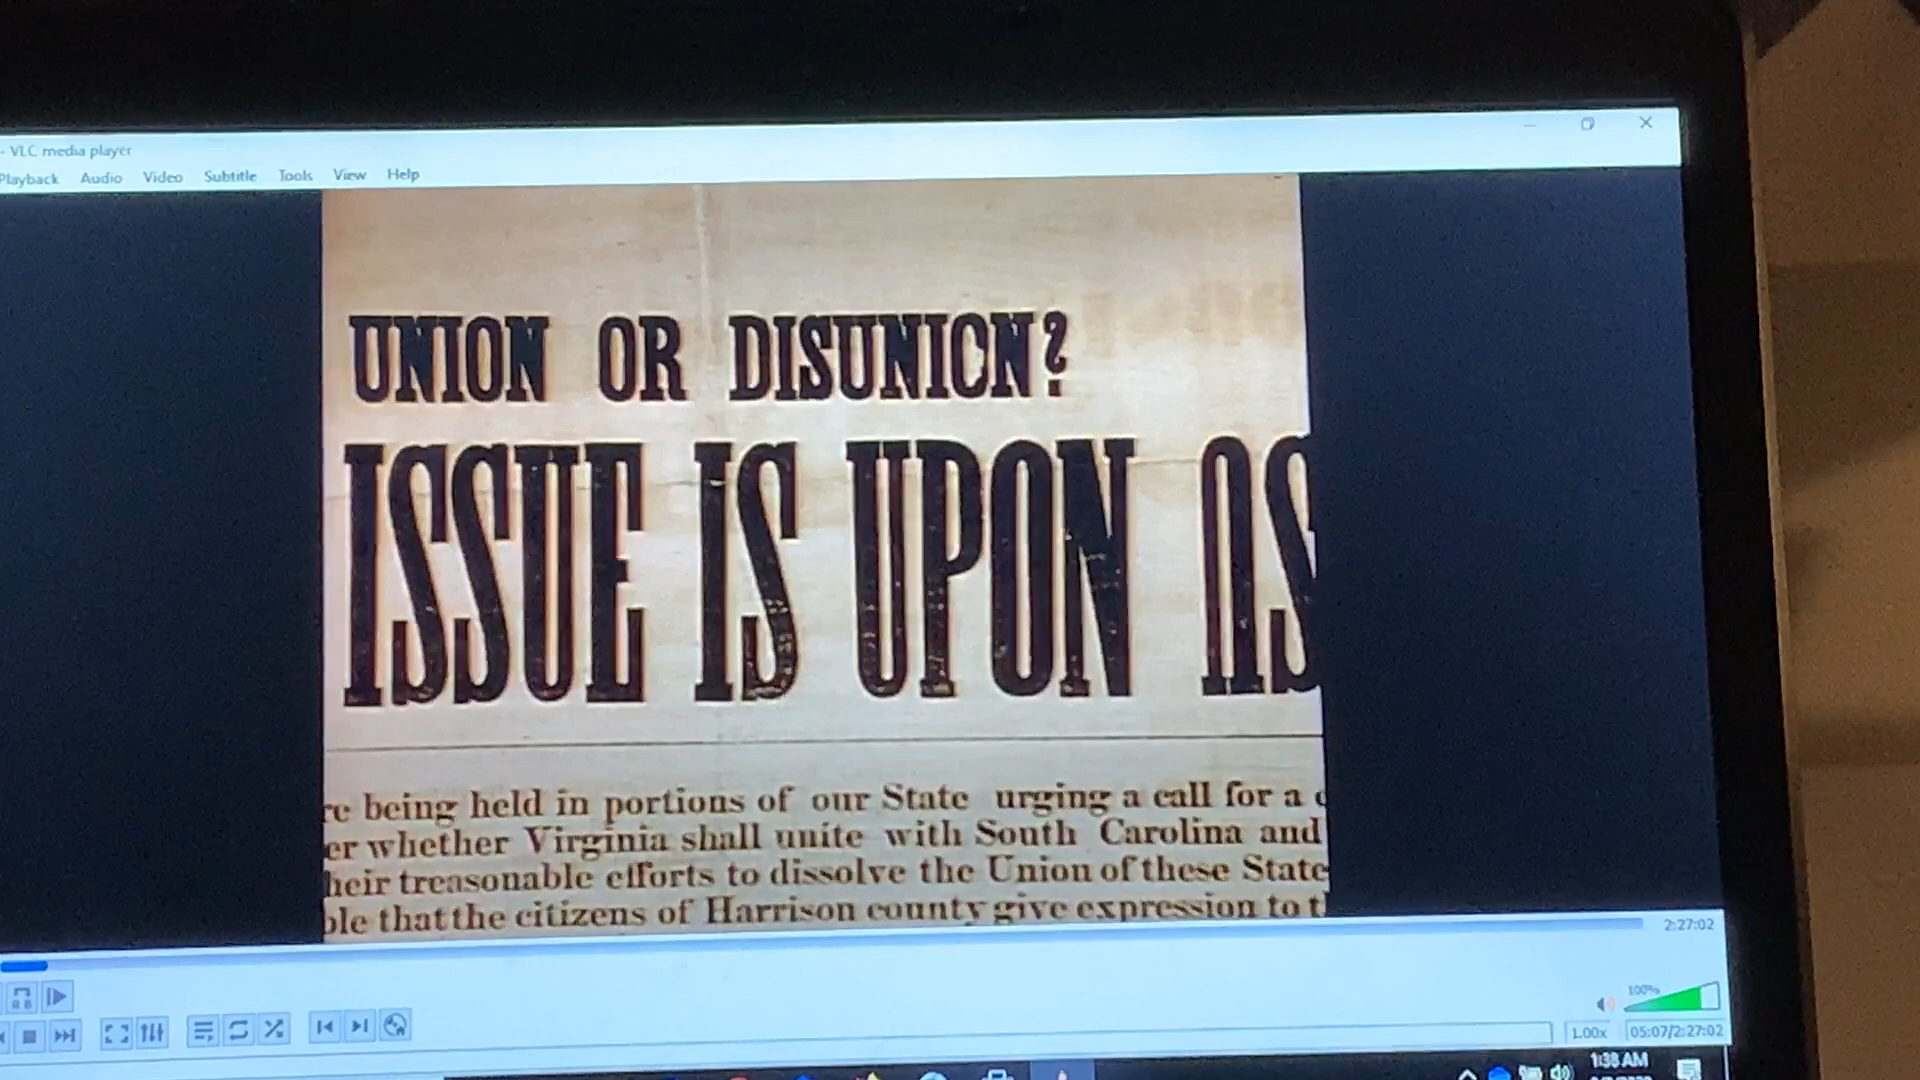 - VLC media player
Playback Audio Video Subtitle Tools View Help
UNION OR DISUNION?
ISSUE IS UPON US
re being held in portions of our State urging a call for a c
er whether Virginia shall unite with South Carolina and
heir treasonable efforts to dissolve the Union of these State
ble that the citizens of Harrison county give expression to t
2:27:02
100%
1.00x 05:07/2:27:02
1:38 AM